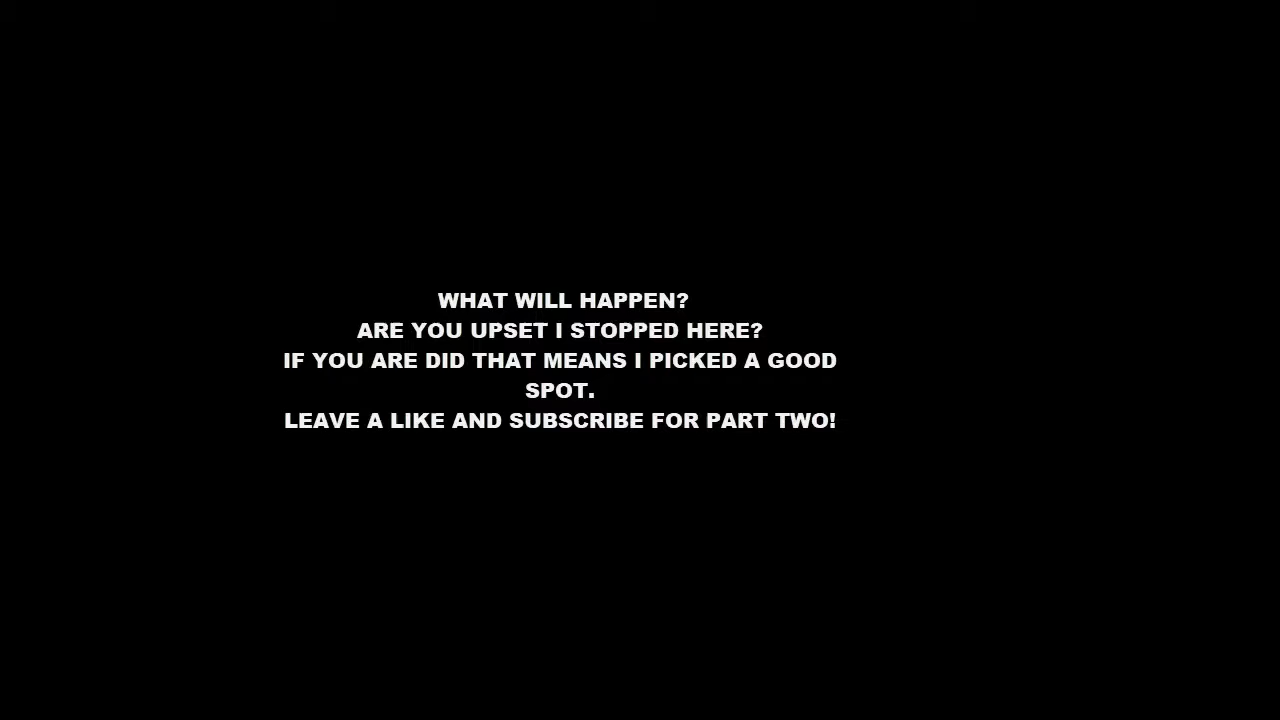 WHAT WILL HAPPEN?
ARE YOU UPSET I STOPPED HERE?
IF YOU ARE DID THAT MEANS I PICKED A GOOD
SPOT.
LEAVE A LIKE AND SUBSCRIBE FOR PART TWO!